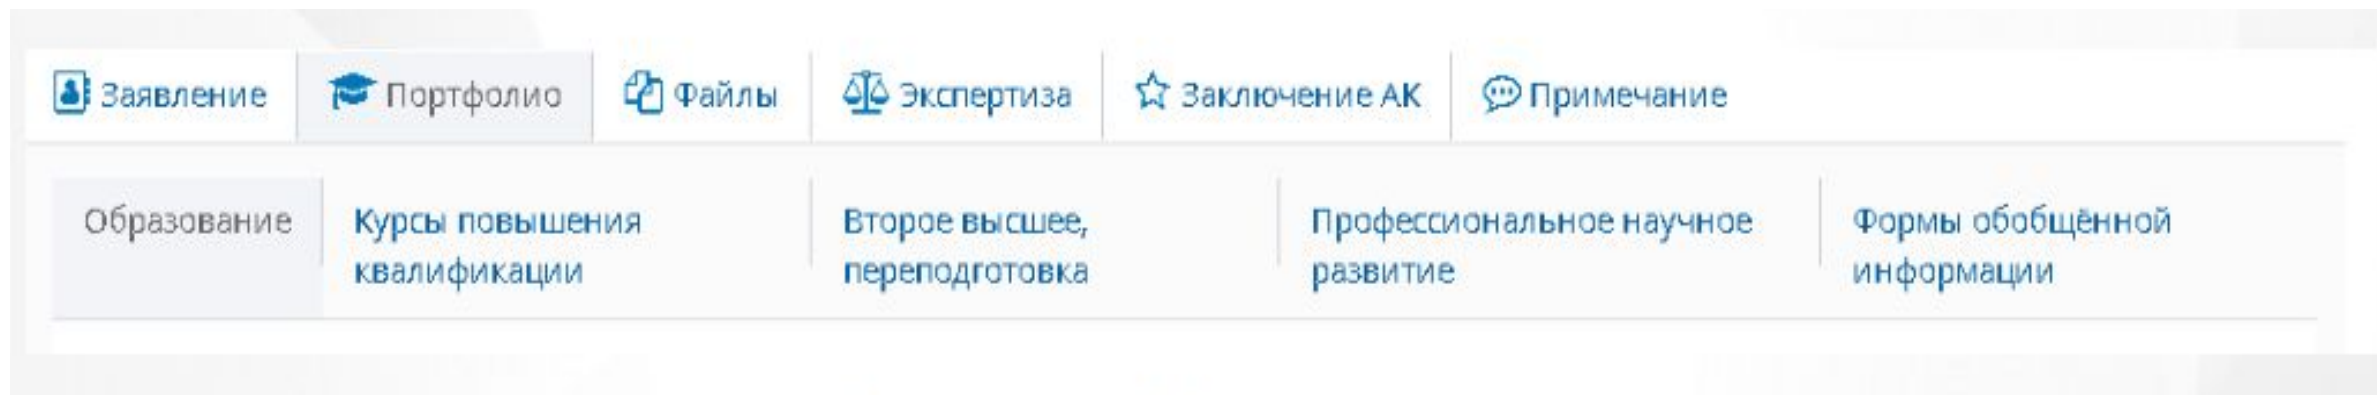 Заявление Портфолио Файлы Экспертиза Заключение АК Примечание
Образование Курсы повышения квалификации Второе высшее, переподготовка Профессиональное научное развитие Формы обобщённой информации